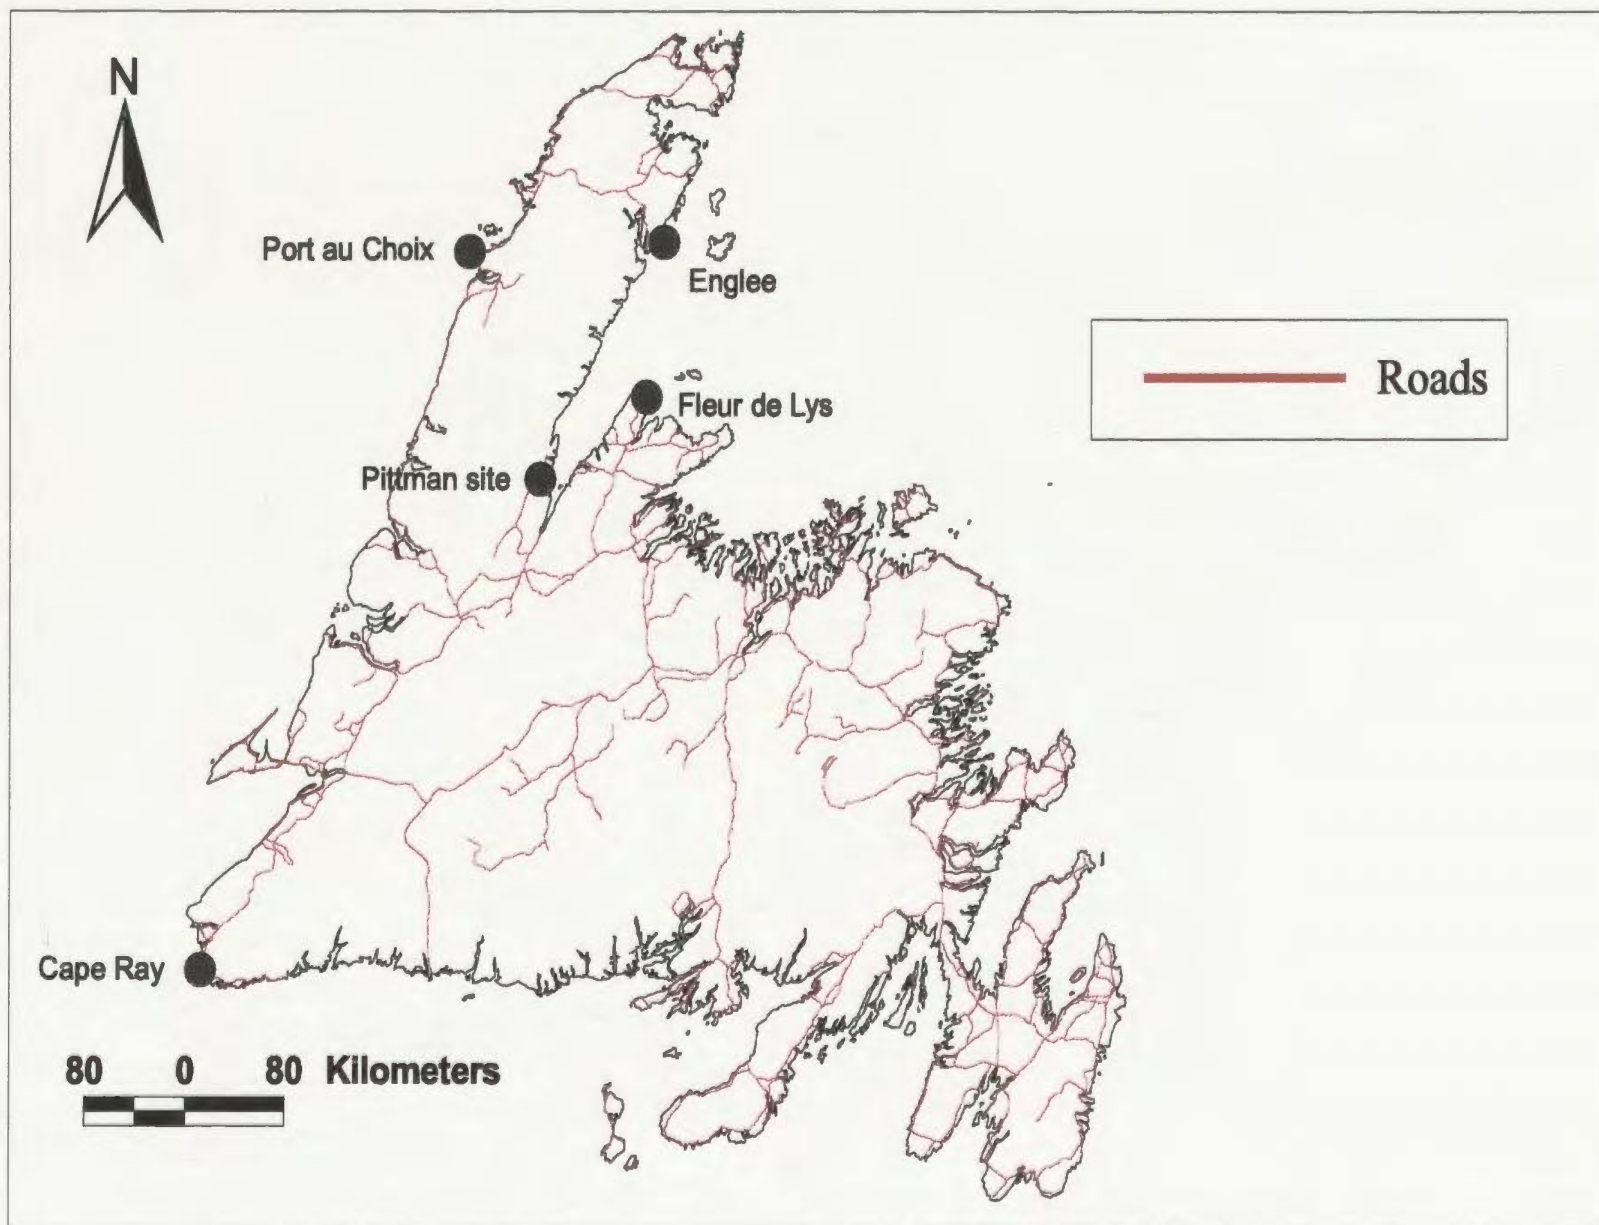 N
Port au Choix
Englee
Roads
Fleur de Lys
Pittman site
Cape Ray
80 0 80 Kilometers